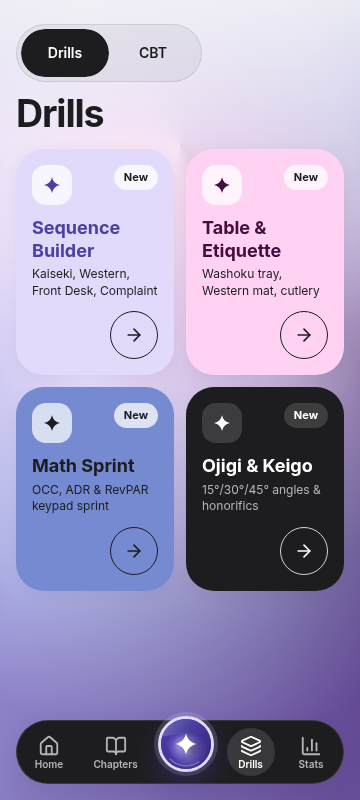 Drills
CBT
Drills
New
Sequence
Builder
Kaiseki, Western,
Front Desk, Complaint
New
Table &
Etiquette
Washoku tray,
Western mat, cutlery
New
Math Sprint
OCC, ADR & RevPAR
keypad sprint
New
Ojigi & Keigo
15°/30°/45° angles &
honorifics
Home
Chapters
Drills
Stats